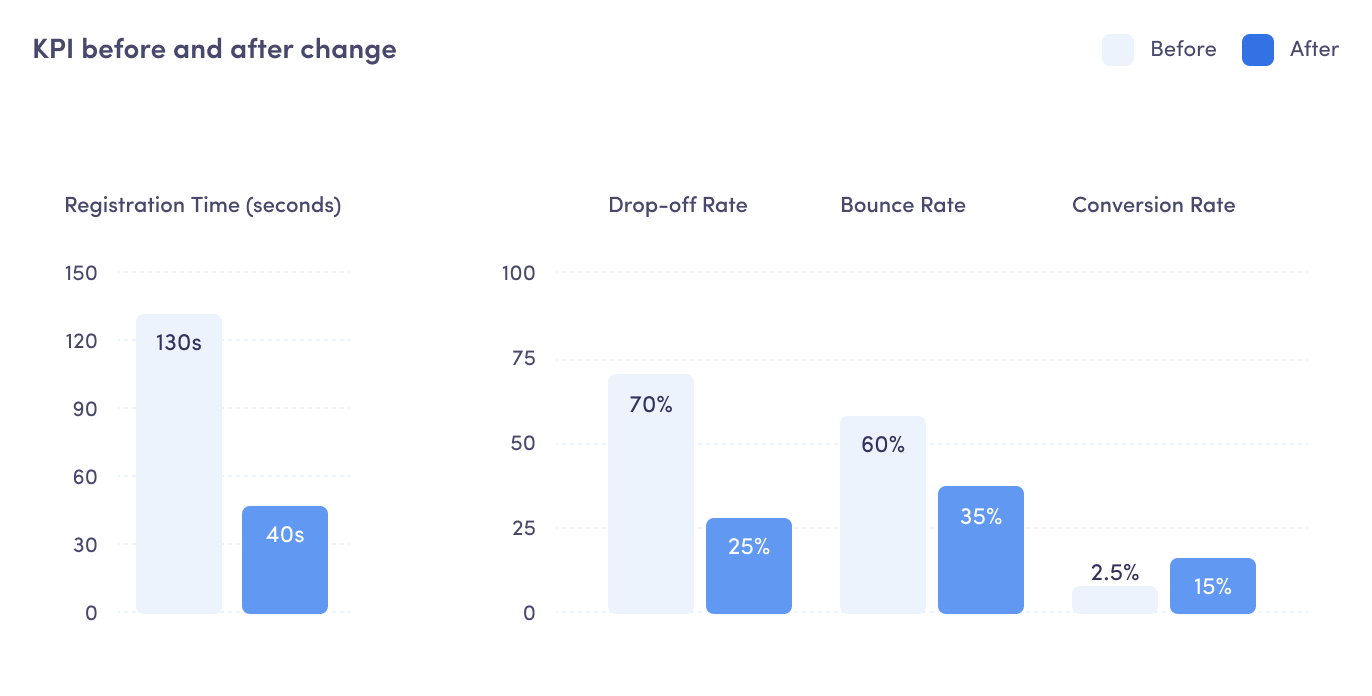 KPI before and after change
Before After
Registration Time (seconds)
150
120
90
60
30
0
130s
40s
Drop-off Rate Bounce Rate Conversion Rate
100
75
50
25
0
70%
25%
60%
35%
2.5%
15%